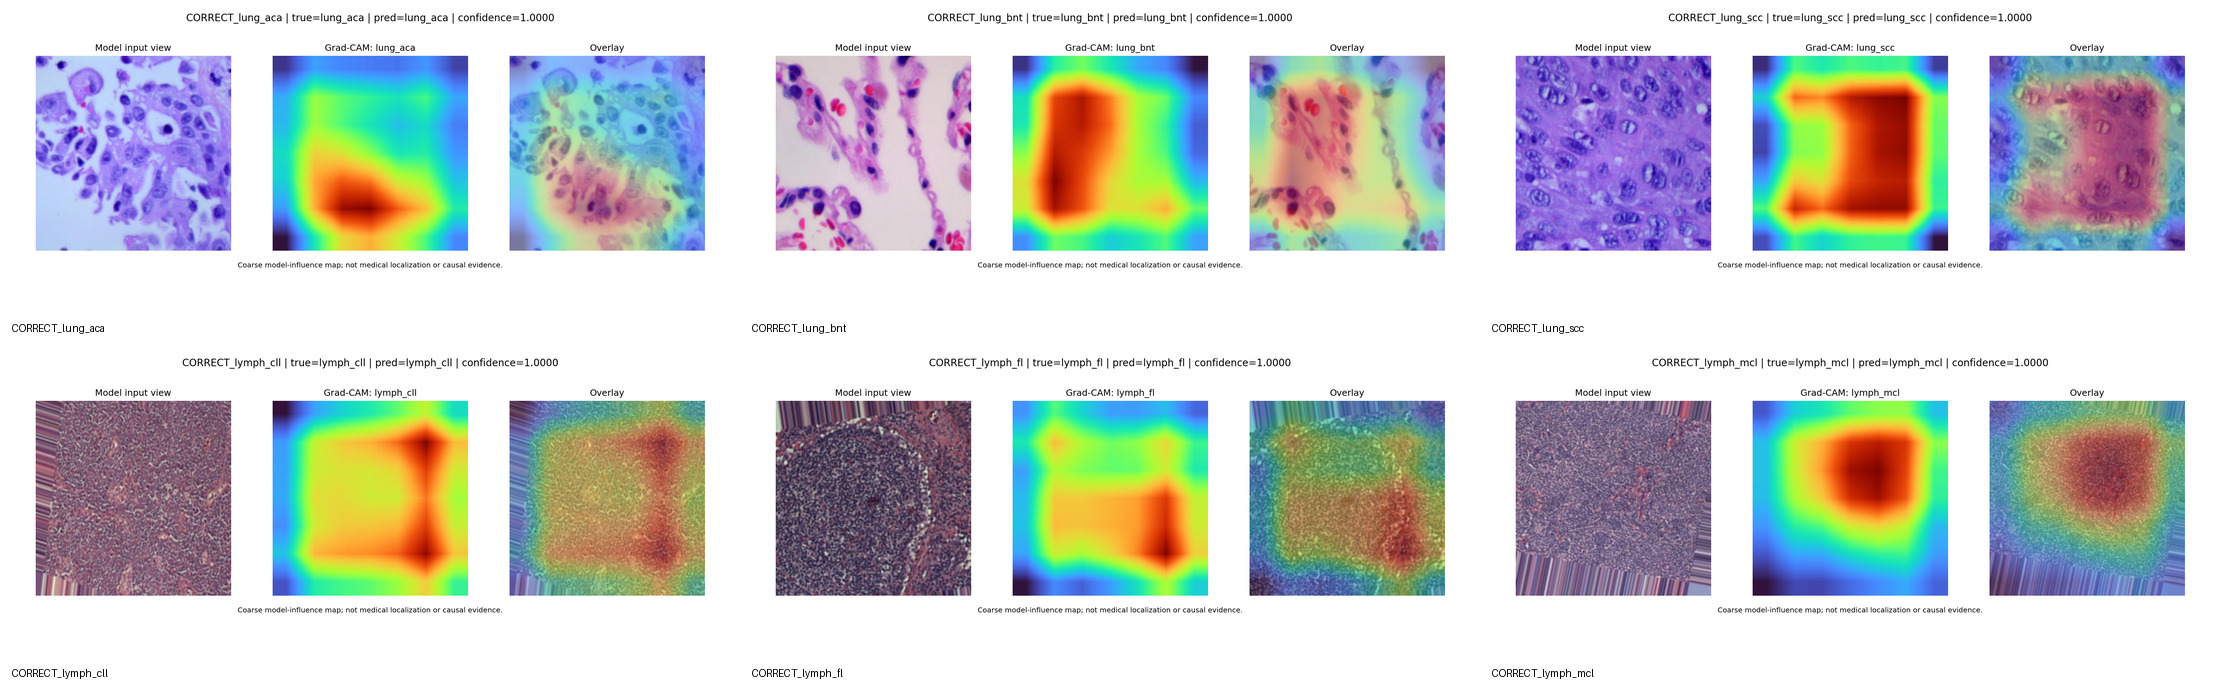 CORRECT_lung_aca | true=lung_aca | pred=lung_aca | confidence=1.0000
Model input view
Grad-CAM: lung_aca
Overlay
Coarse model-influence map; not medical localization or causal evidence.
CORRECT_lung_aca
CORRECT_lung_bnt | true=lung_bnt | pred=lung_bnt | confidence=1.0000
Model input view
Grad-CAM: lung_bnt
Overlay
Coarse model-influence map; not medical localization or causal evidence.
CORRECT_lung_bnt
CORRECT_lung_scc | true=lung_scc | pred=lung_scc | confidence=1.0000
Model input view
Grad-CAM: lung_scc
Overlay
Coarse model-influence map; not medical localization or causal evidence.
CORRECT_lung_scc
CORRECT_lymph_cll | true=lymph_cll | pred=lymph_cll | confidence=1.0000
Model input view
Grad-CAM: lymph_cll
Overlay
Coarse model-influence map; not medical localization or causal evidence.
CORRECT_lymph_cll
CORRECT_lymph_fl | true=lymph_fl | pred=lymph_fl | confidence=1.0000
Model input view
Grad-CAM: lymph_fl
Overlay
Coarse model-influence map; not medical localization or causal evidence.
CORRECT_lymph_fl
CORRECT_lymph_mcl | true=lymph_mcl | pred=lymph_mcl | confidence=1.0000
Model input view
Grad-CAM: lymph_mcl
Overlay
Coarse model-influence map; not medical localization or causal evidence.
CORRECT_lymph_mcl